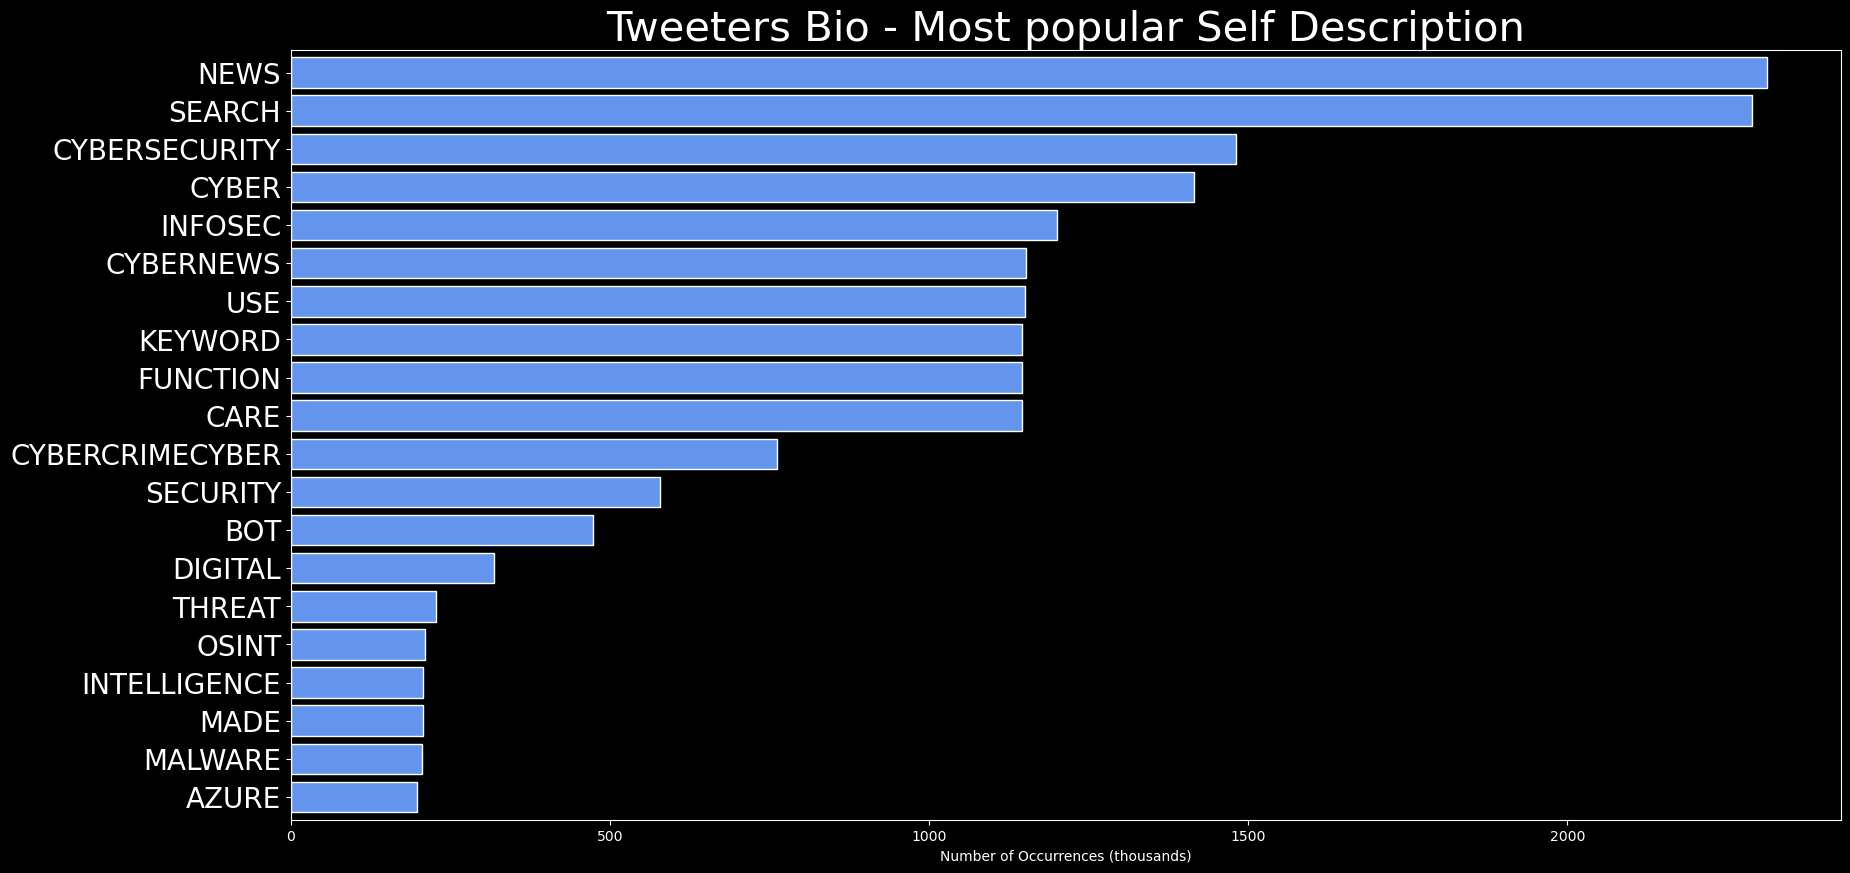 Tweeters Bio - Most popular Self Description
NEWS
SEARCH
CYBERSECURITY
CYBER
INFOSEC
CYBERNEWS
USE
KEYWORD
FUNCTION
CARE
CYBERCRIMECYBER
SECURITY
BOT
DIGITAL
THREAT
OSINT
INTELLIGENCE
MADE
MALWARE
AZURE
0 500 1000 1500 2000
Number of Occurrences (thousands)